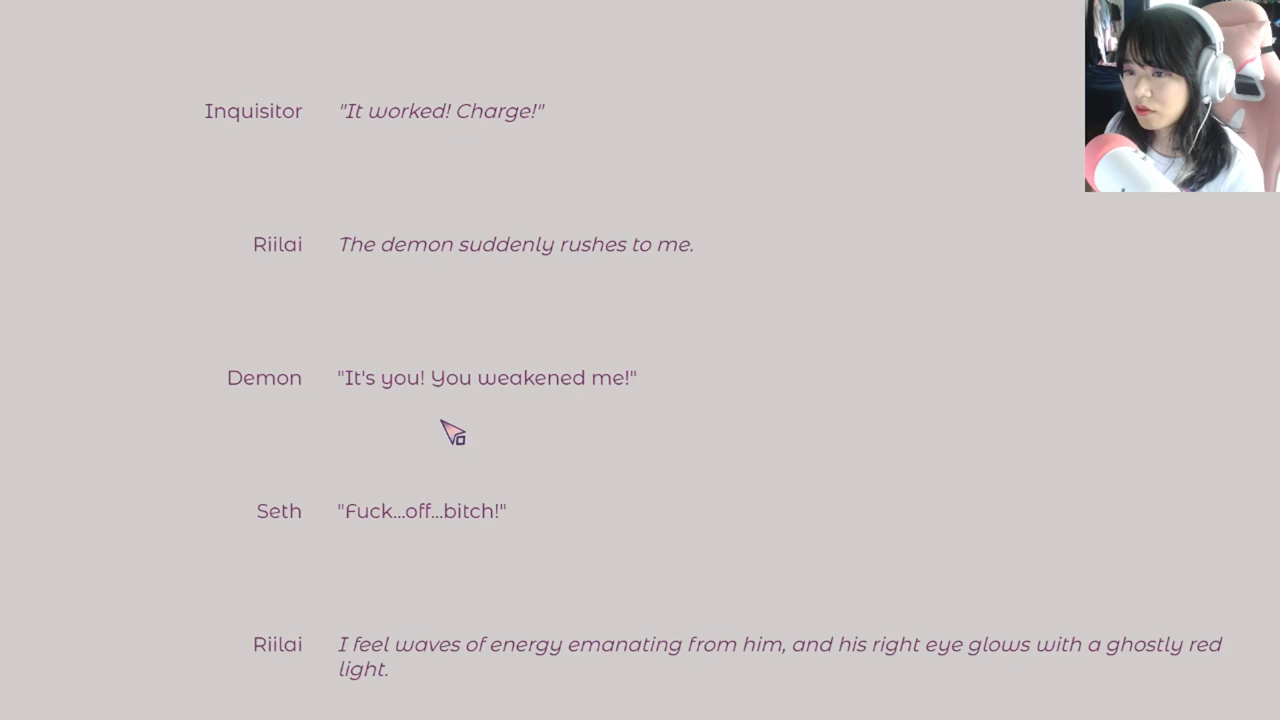 Inquisitor "It worked! Charge!"
Riilai The demon suddenly rushes to me.
Demon "It's you! You weakened me!"
Seth "Fuck...off...bitch!"
Riilai I feel waves of energy emanating from him, and his right eye glows with a ghostly red
light.